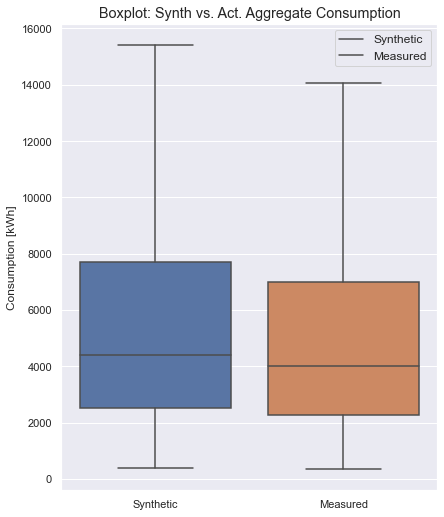 Boxplot: Synth vs. Act. Aggregate Consumption
Synthetic
Measured
16000
14000
12000
10000
8000
6000
4000
2000
0
Consumption [kWh]
Synthetic
Measured